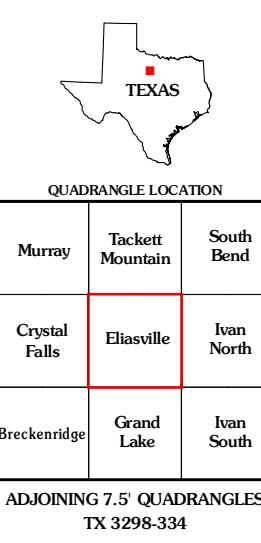 TEXAS
QUADRANGLE LOCATION
Murray
Tackett
Mountain
South
Bend
Crystal
Falls
Eliasville
Ivan
North
Breckenridge
Grand
Lake
Ivan
South
ADJOINING 7.5' QUADRANGLES
TX 3298-334